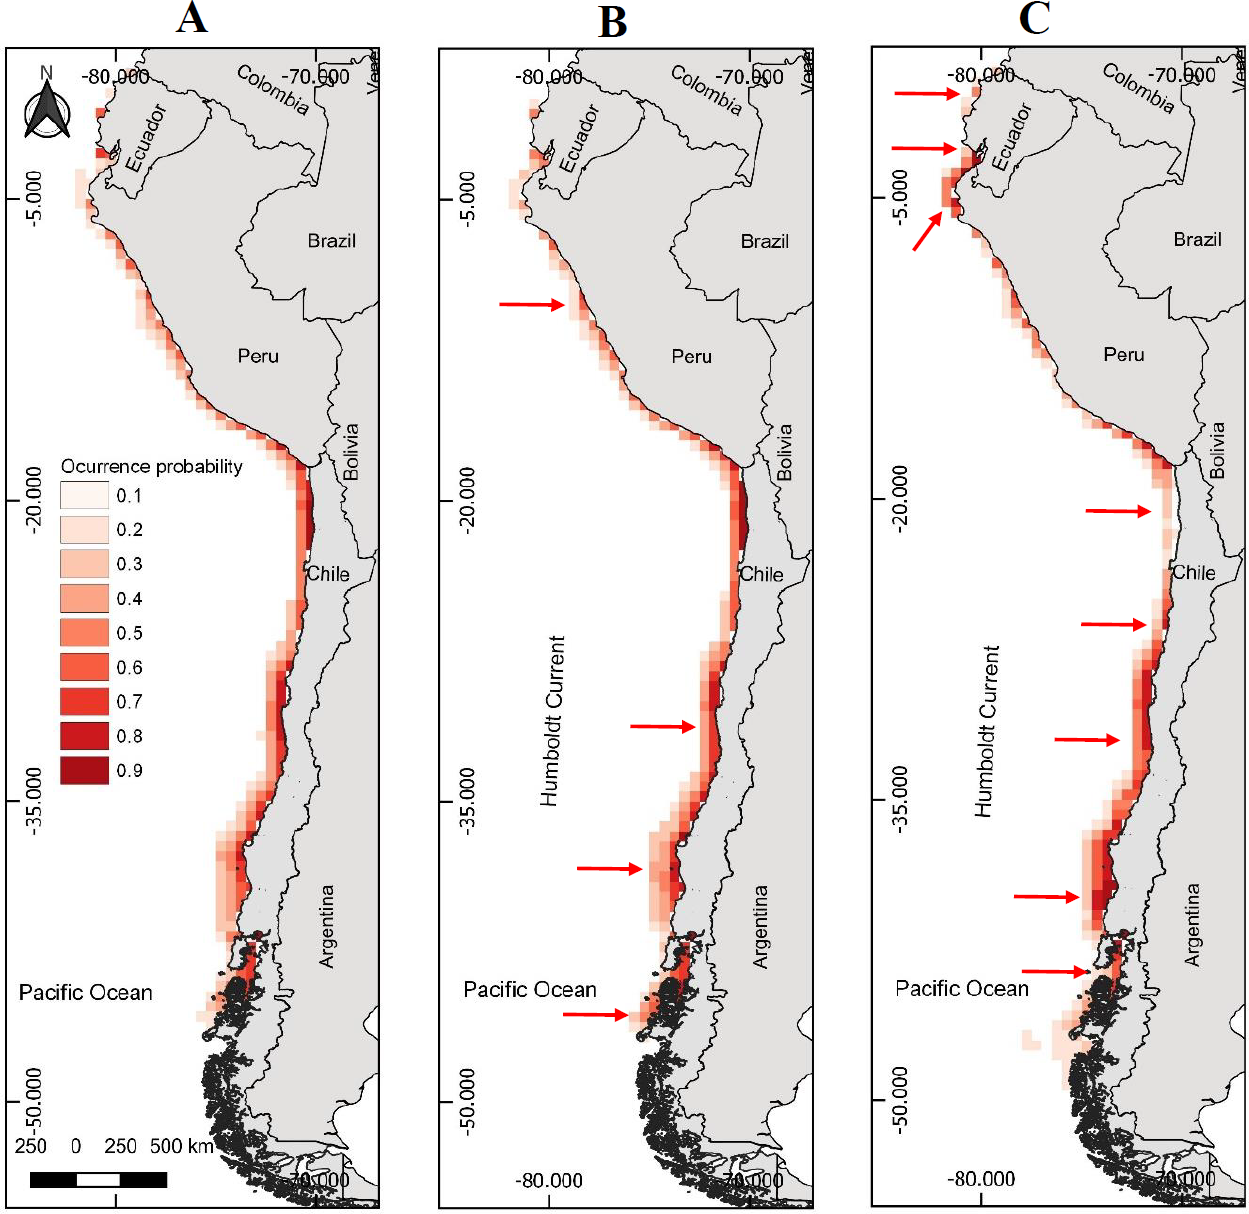 A
B
C
N
-80.000
-70.000
Colombia
Ecuador
-5.000
Brazil
Peru
Bolivia
Ocurrence probability
0.1
0.2
0.3
0.4
0.5
0.6
0.7
0.8
0.9
-20.000
Chile
-35.000
Argentina
Pacific Ocean
-50.000
250 0 250 500 km
-70.000
-80.000
-70.000
Colombia
Ecuador
-5.000
Brazil
Peru
Bolivia
-20.000
Chile
Humboldt Current
-35.000
Argentina
Pacific Ocean
-50.000
-80.000
-70.000
-80.000
-70.000
Colombia
Ecuador
-5.000
Brazil
Peru
Bolivia
-20.000
Chile
Humboldt Current
-35.000
Argentina
Pacific Ocean
-50.000
-80.000
-70.000